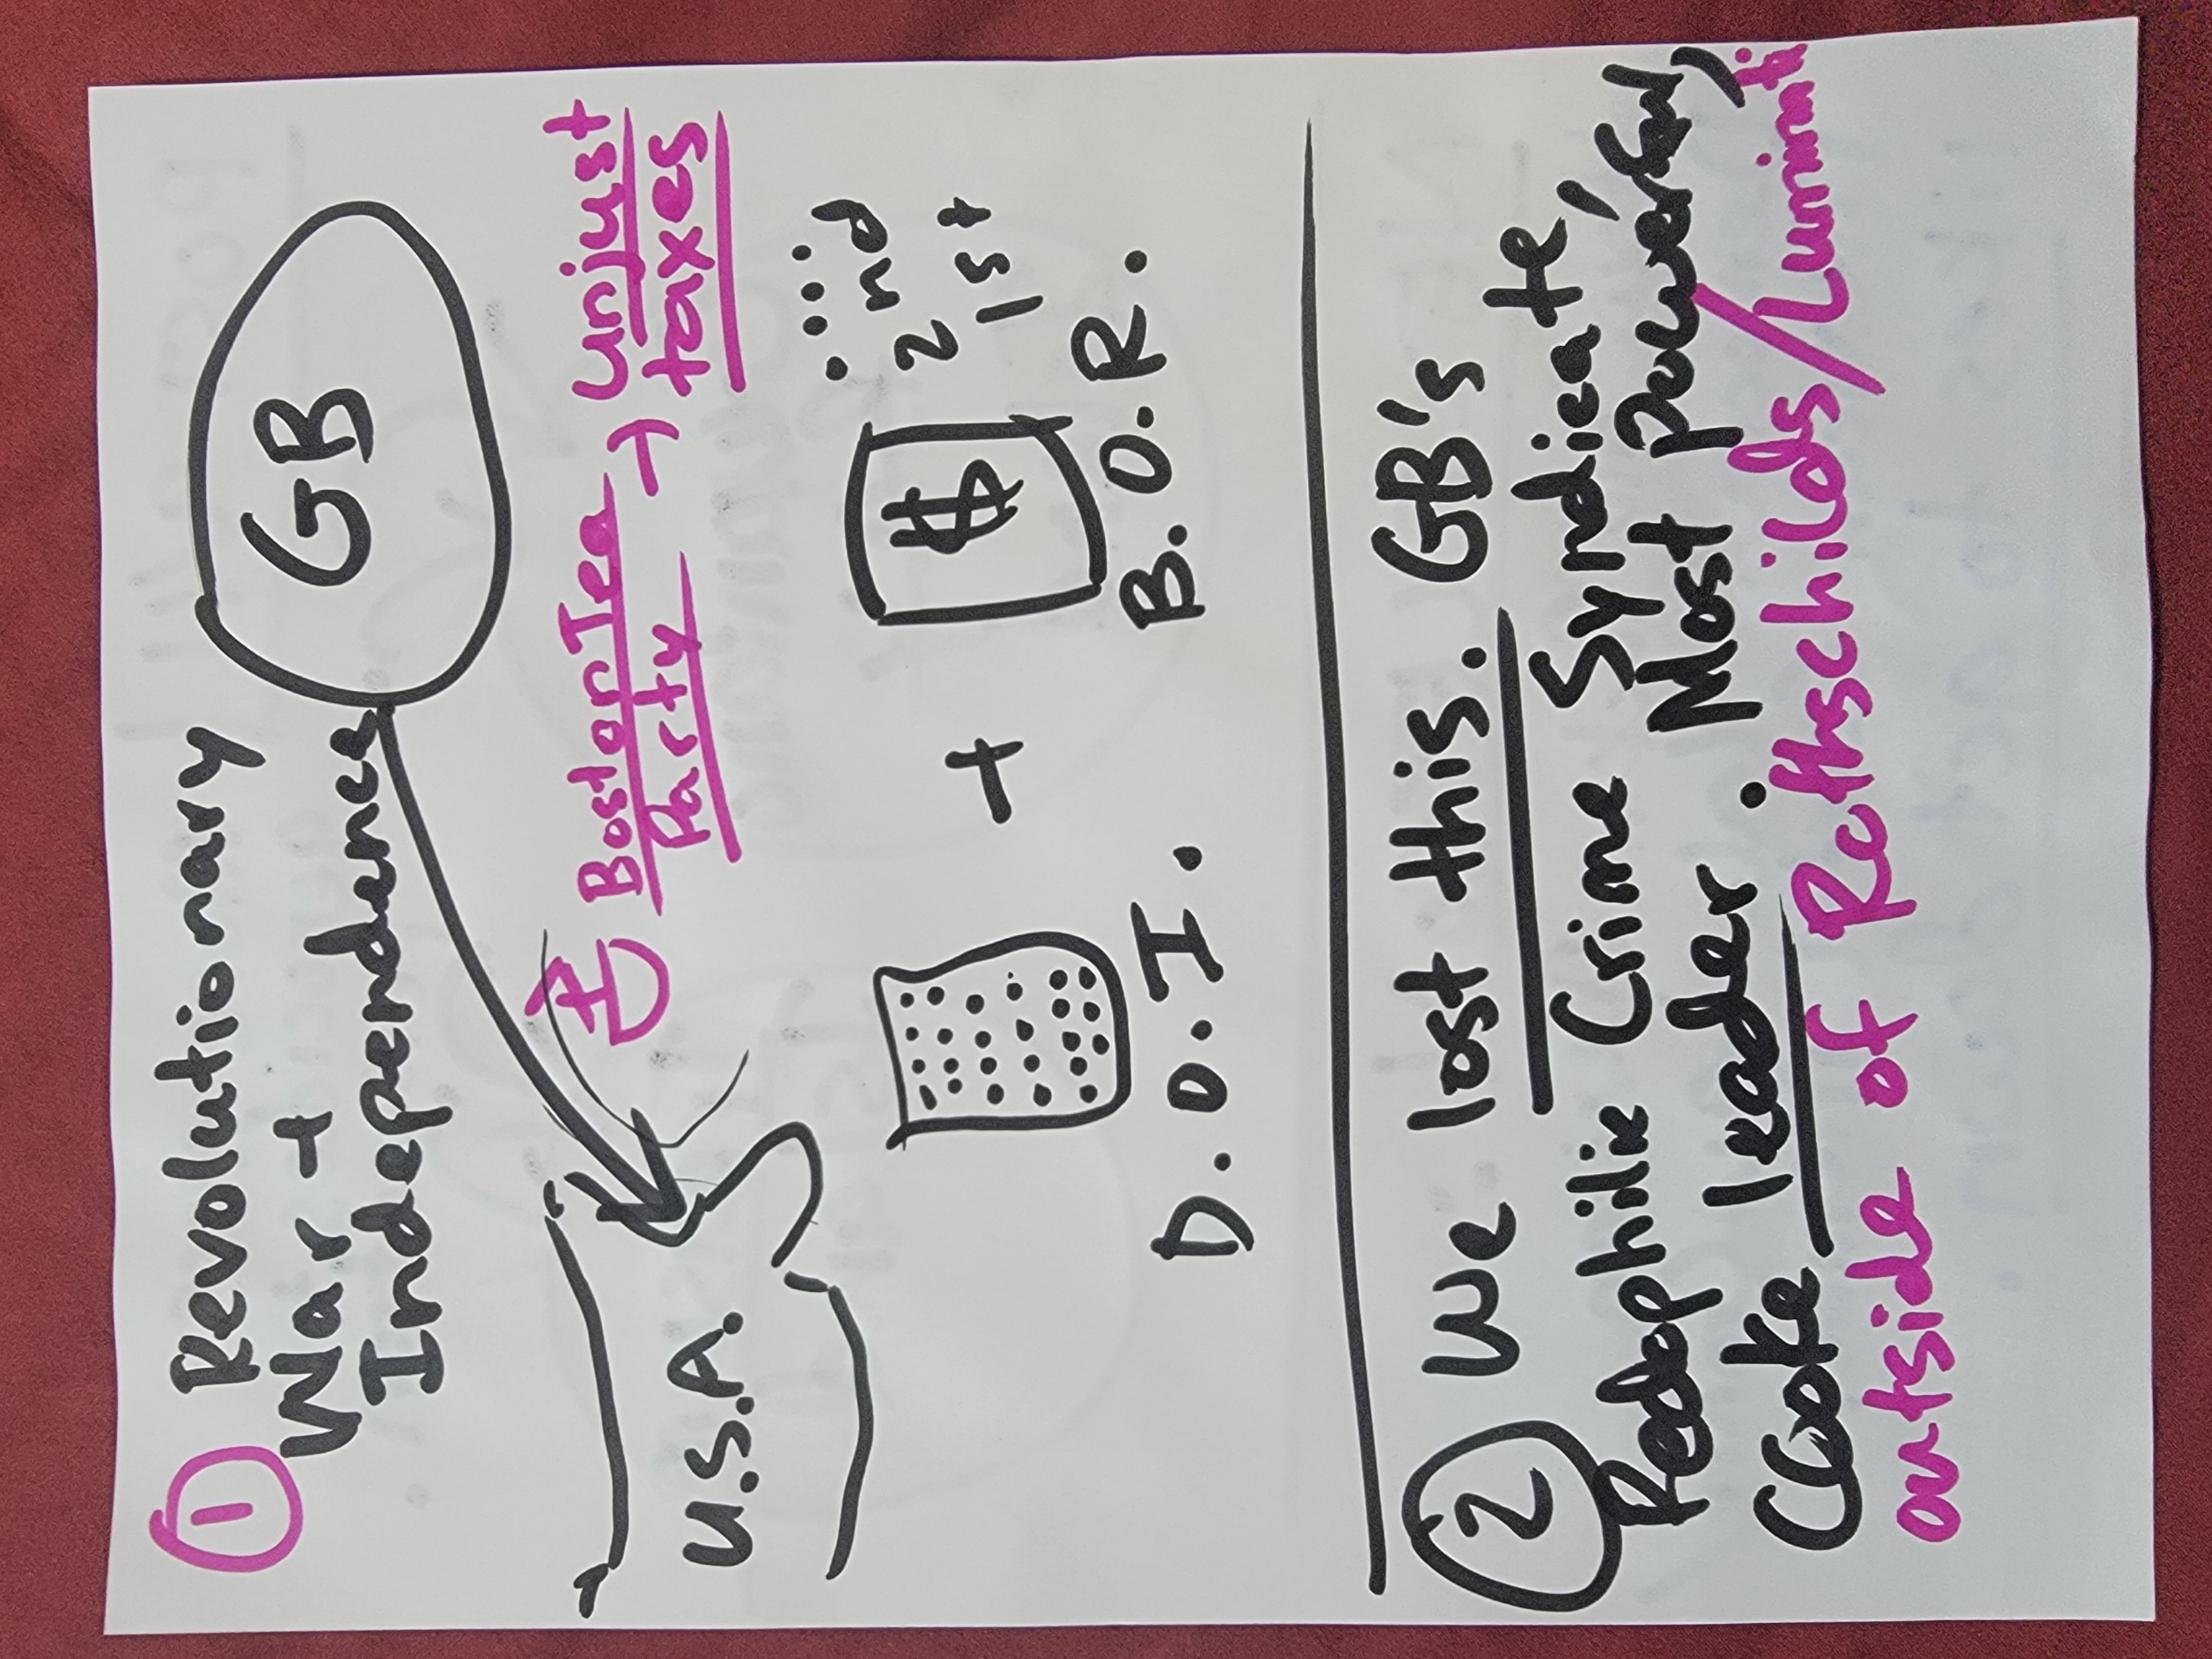 1 Revolutionary
War +
Independence
GB
U.S.A.
Boston Tea
Party → unjust
taxes
$
2nd
1st
+
D.O.I.
B.O.R.
2 We lost this. GB's
Pedophilic Crime Syndicate,
leader. Most powerful,
outside of Rothschilds/Luminati